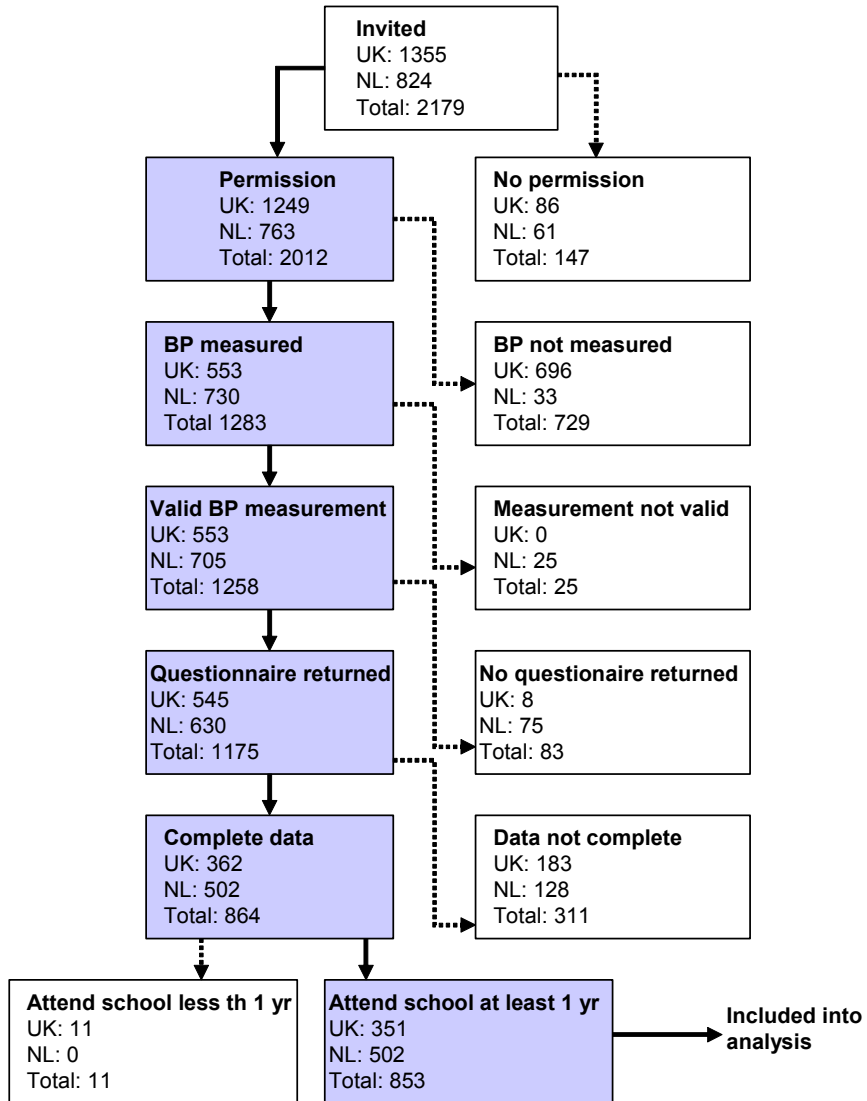 Invited
UK: 1355
NL: 824
Total: 2179
Permission
UK: 1249
NL: 763
Total: 2012
No permission
UK: 86
NL: 61
Total: 147
BP measured
UK: 553
NL: 730
Total 1283
BP not measured
UK: 696
NL: 33
Total: 729
Valid BP measurement
UK: 553
NL: 705
Total: 1258
Measurement not valid
UK: 0
NL: 25
Total: 25
Questionnaire returned
UK: 545
NL: 630
Total: 1175
No questionaire returned
UK: 8
NL: 75
Total: 83
Complete data
UK: 362
NL: 502
Total: 864
Data not complete
UK: 183
NL: 128
Total: 311
Attend school less th 1 yr
UK: 11
NL: 0
Total: 11
Attend school at least 1 yr
UK: 351
NL: 502
Total: 853
Included into
analysis